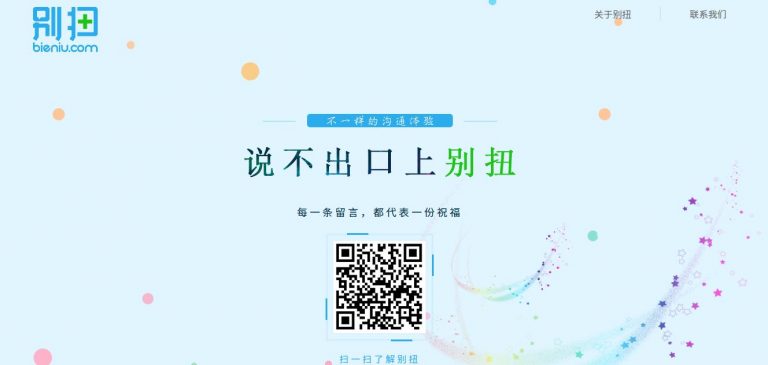 别扭
bieniu.com
关于别扭
联系我们
不一样的沟通体验
说不出口上别扭
每一条留言，都代表一份祝福
扫一扫了解别扭